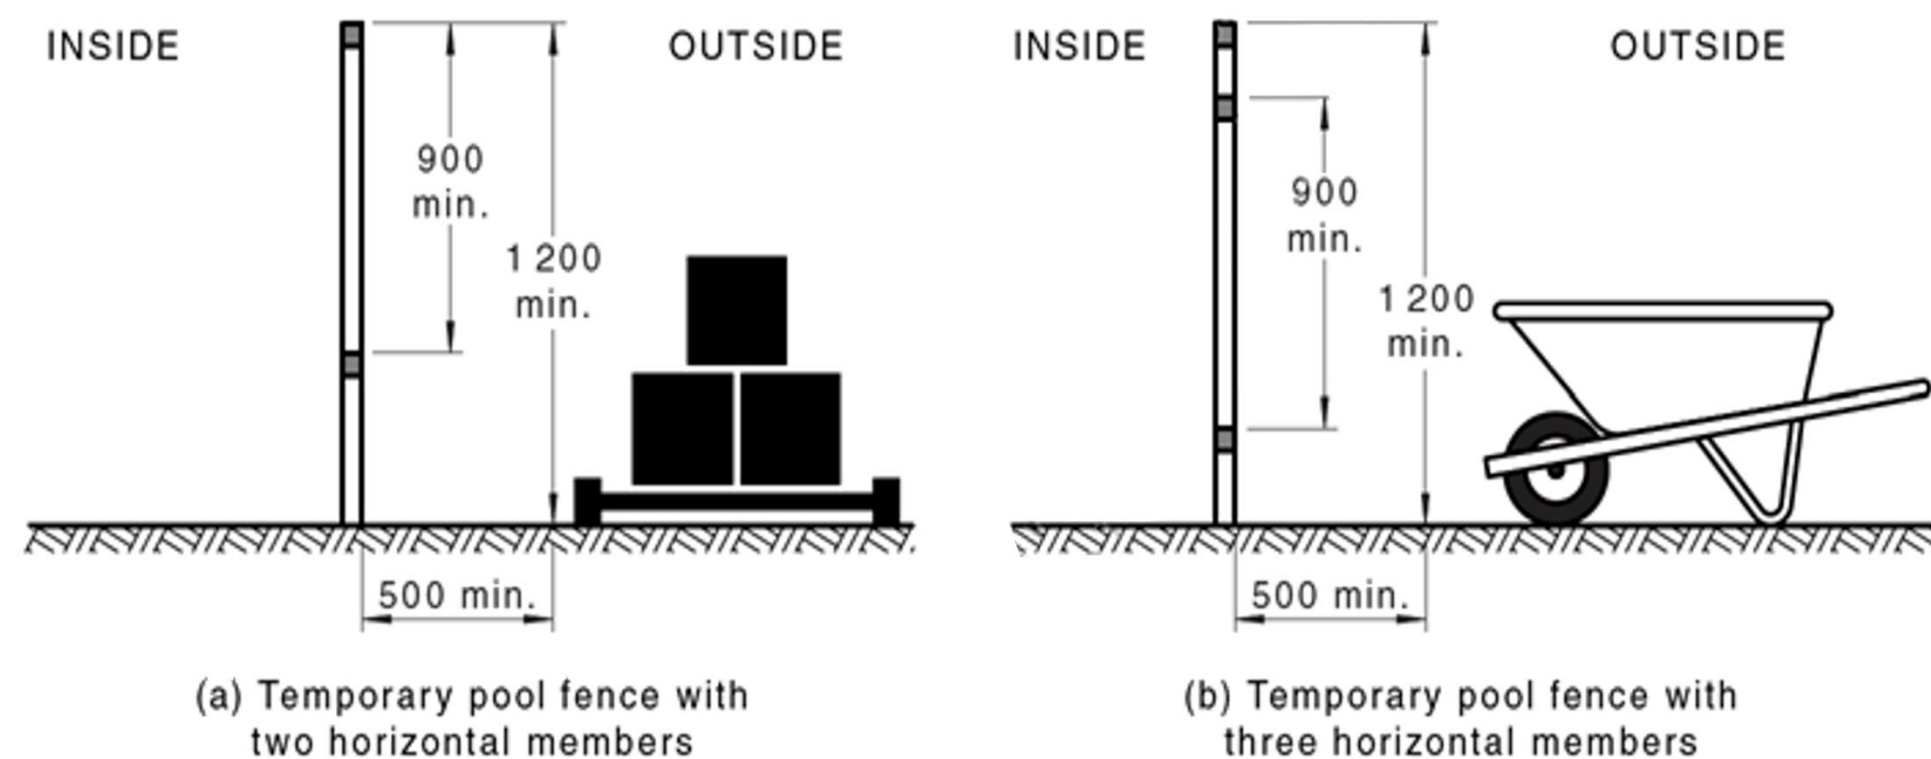 INSIDE
OUTSIDE
900
min.
1 200
min.
500 min.
(a) Temporary pool fence with
two horizontal members
INSIDE
OUTSIDE
900
min.
1 200
min.
500 min.
(b) Temporary pool fence with
three horizontal members